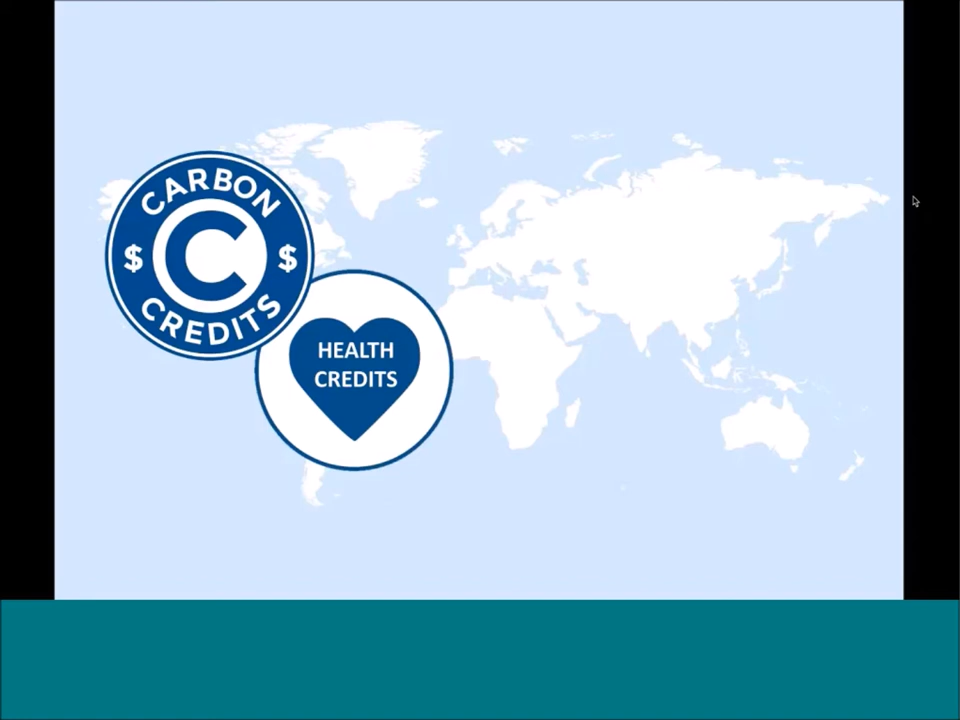 CARBON
$ C $
CREDITS
HEALTH
CREDITS